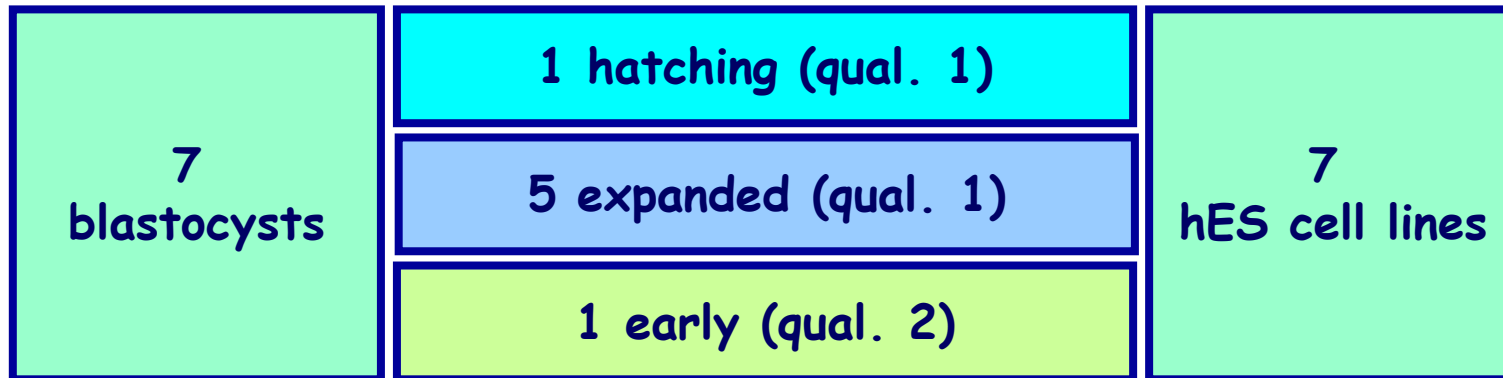 7
blastocysts
1 hatching (qual. 1)
5 expanded (qual. 1)
1 early (qual. 2)
7
hES cell lines